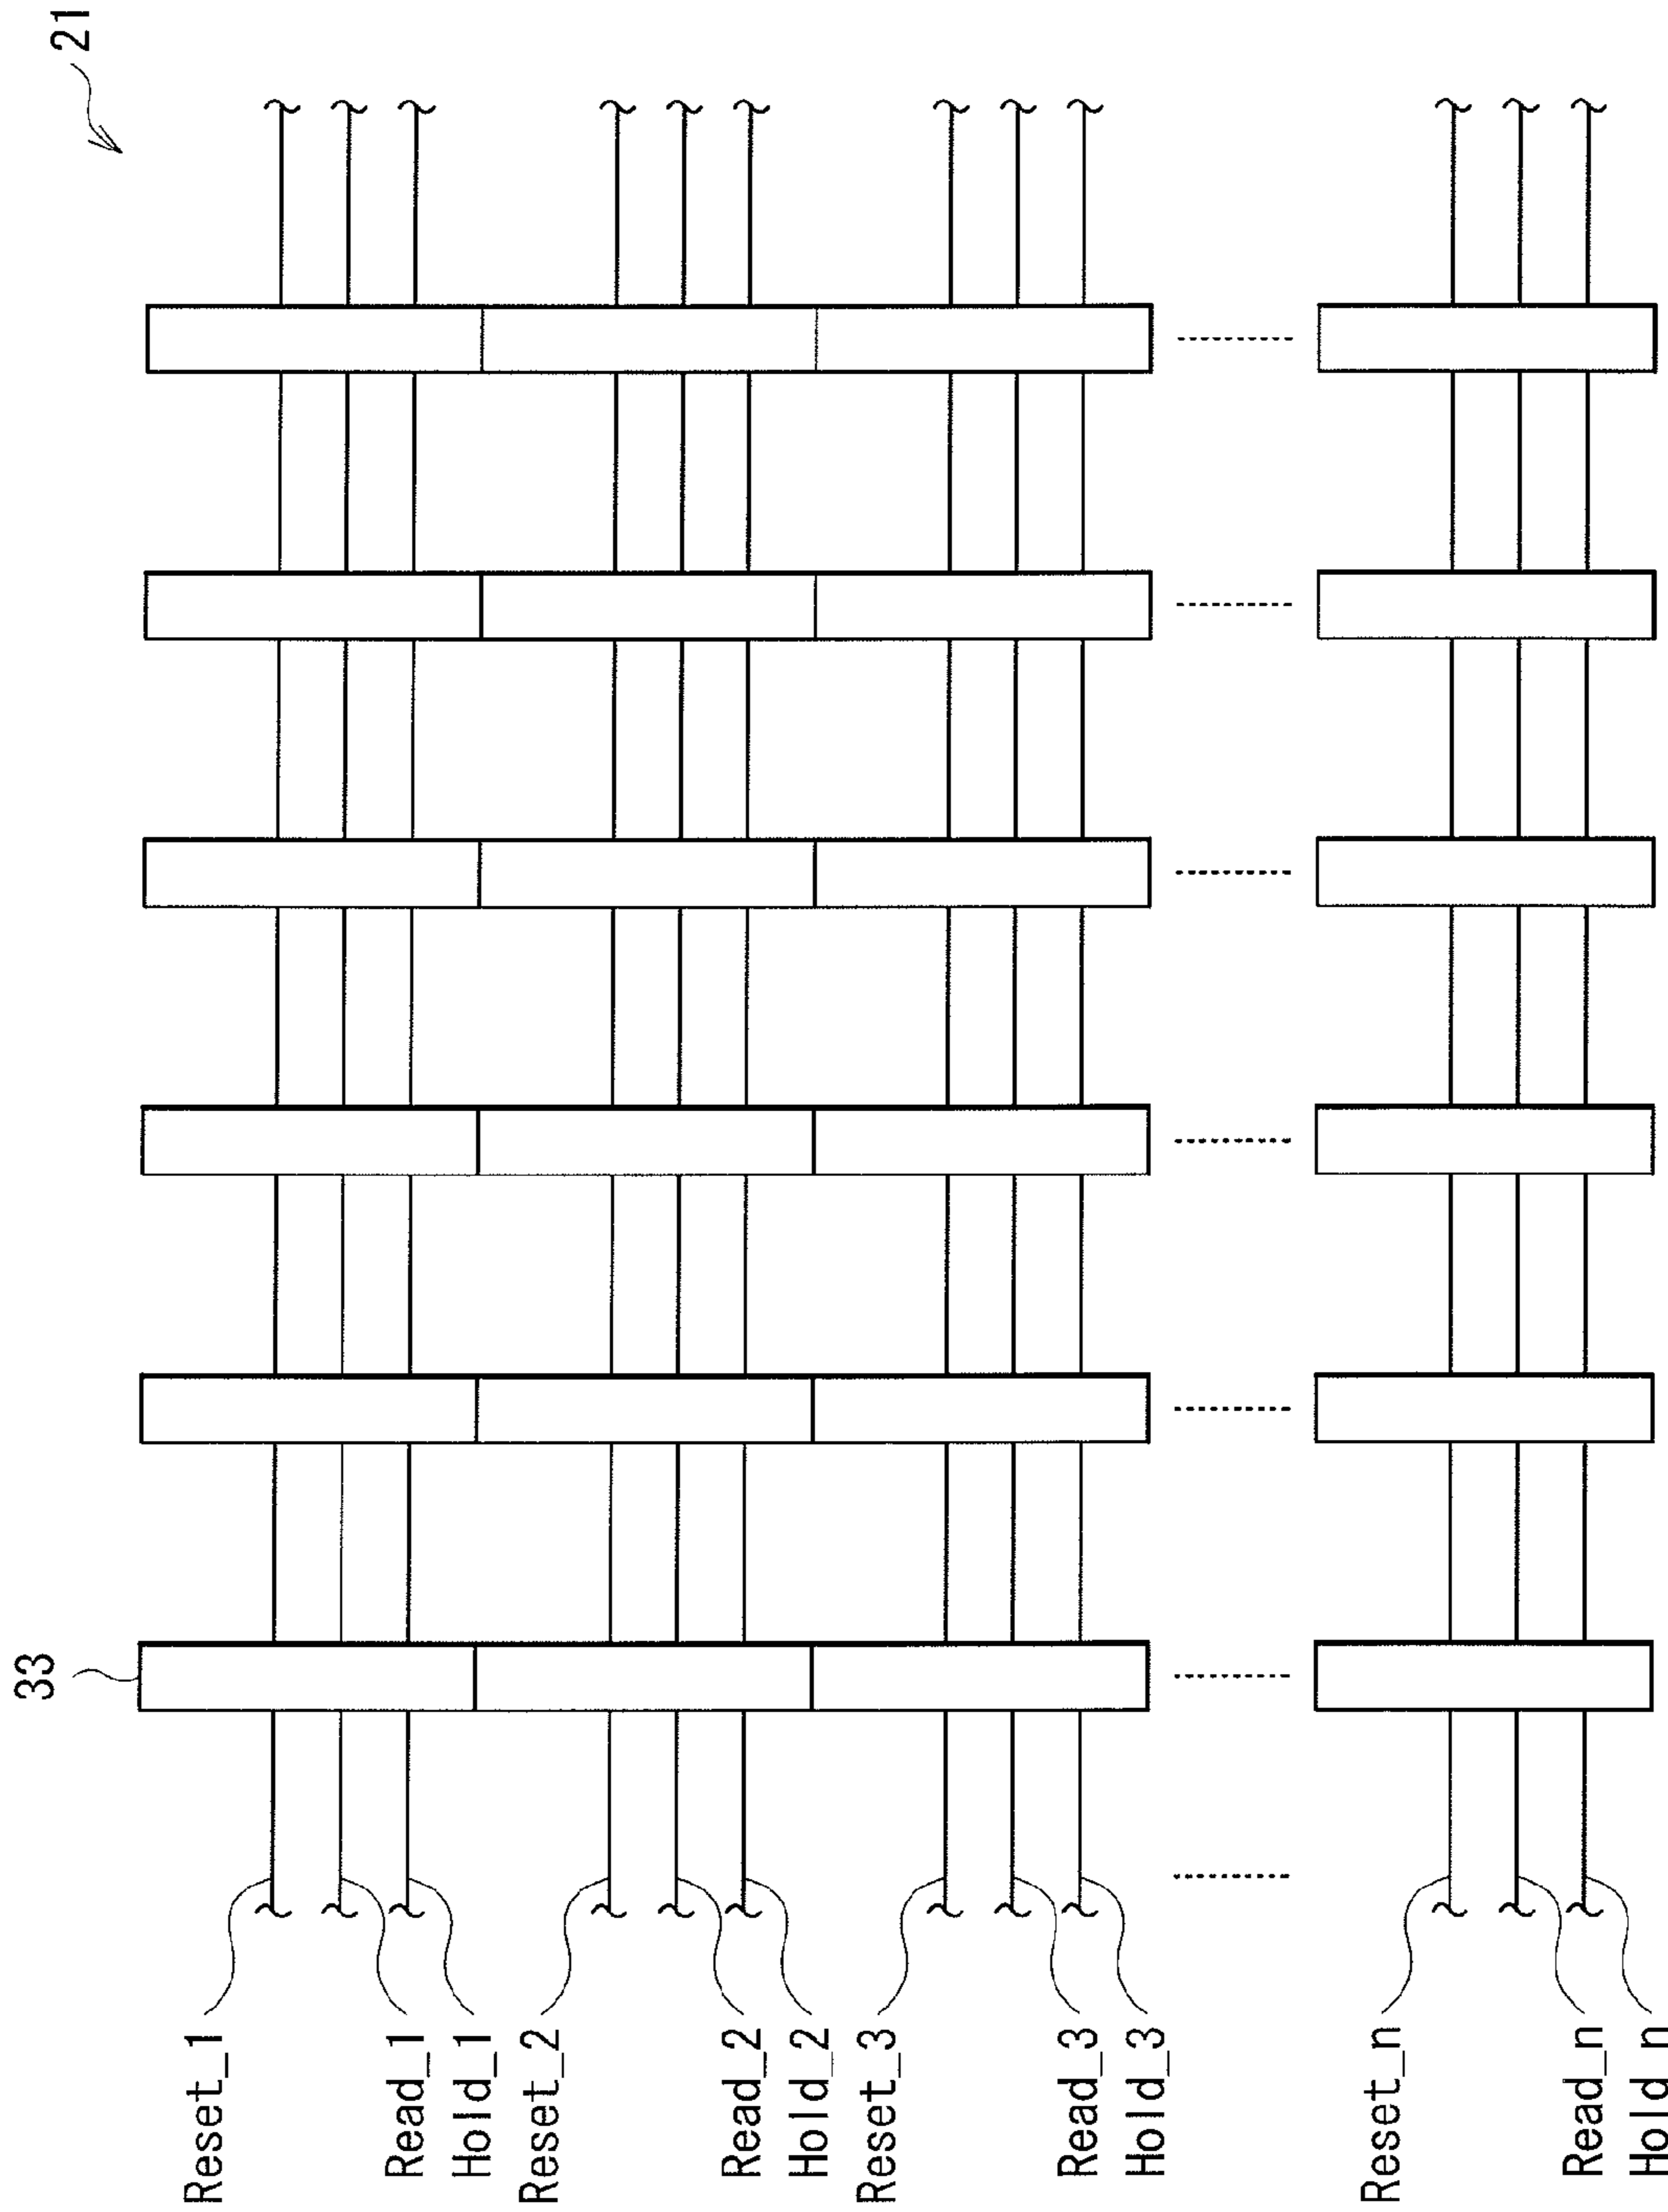 21
33
Reset_1
Read_1
Hold_1
Reset_2
Read_2
Hold_2
Reset_3
Read_3
Hold_3
Reset_n
Read_n
Hold_n